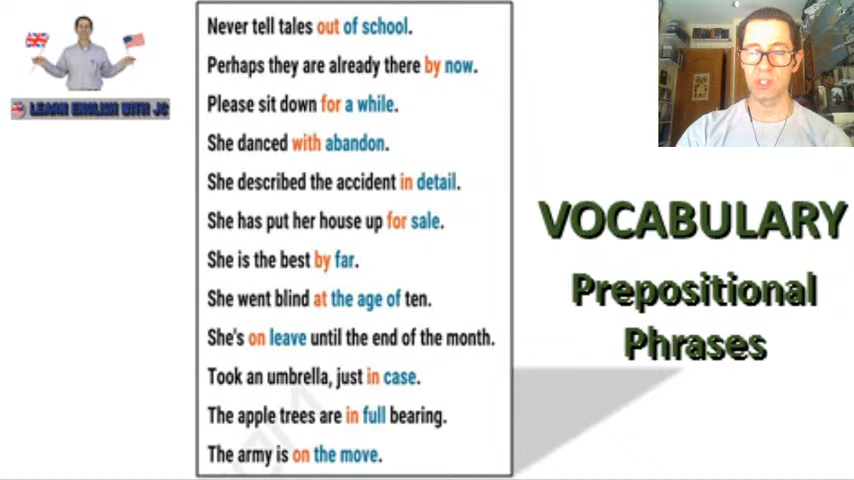 LEARN ENGLISH WITH JC
Never tell tales out of school.
Perhaps they are already there by now.
Please sit down for a while.
She danced with abandon.
She described the accident in detail.
She has put her house up for sale.
She is the best by far.
She went blind at the age of ten.
She's on leave until the end of the month.
Took an umbrella, just in case.
The apple trees are in full bearing.
The army is on the move.
VOCABULARY
Prepositional
Phrases